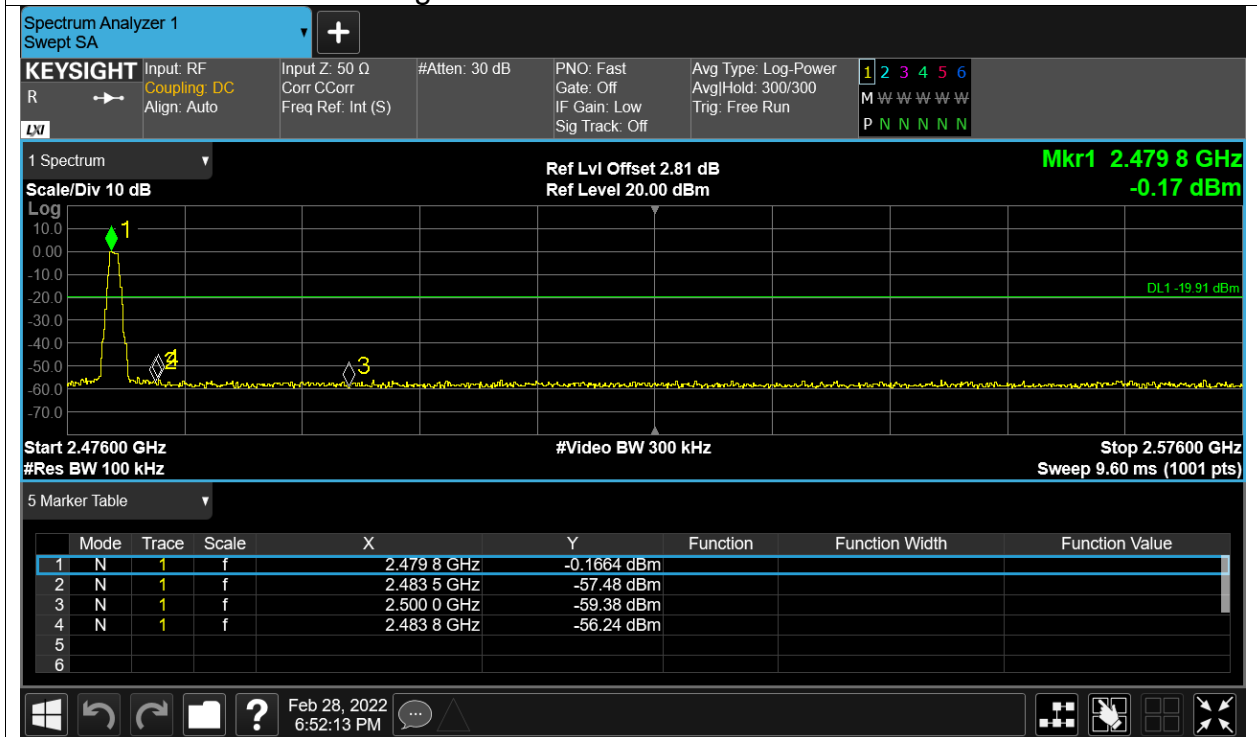 Spectrum Analyzer 1
Swept SA
+
KEYSIGHT Input: RF Input Z: 50 Ω #Atten: 30 dB PNO: Fast Avg Type: Log-Power 1 2 3 4 5 6
R Coupling: DC Corr CCorr Gate: Off Avg|Hold: 300/300 M W W W W W
Align: Auto Freq Ref: Int (S) IF Gain: Low Trig: Free Run
LXI Sig Track: Off P N N N N N
1 Spectrum Ref Lvl Offset 2.81 dB Mkr1 2.479 8 GHz
Scale/Div 10 dB Ref Level 20.00 dBm -0.17 dBm
Log
10.0 1
0.00
-10.0
-20.0 DL1 -19.91 dBm
-30.0
-40.0
-50.0 2 4 3
-60.0
-70.0
Start 2.47600 GHz #Video BW 300 kHz Stop 2.57600 GHz
#Res BW 100 kHz Sweep 9.60 ms (1001 pts)
5 Marker Table
Mode Trace Scale X Y Function Function Width Function Value
1 N 1 f 2.479 8 GHz -0.1664 dBm
2 N 1 f 2.483 5 GHz -57.48 dBm
3 N 1 f 2.500 0 GHz -59.38 dBm
4 N 1 f 2.483 8 GHz -56.24 dBm
5
6
? Feb 28, 2022
6:52:13 PM